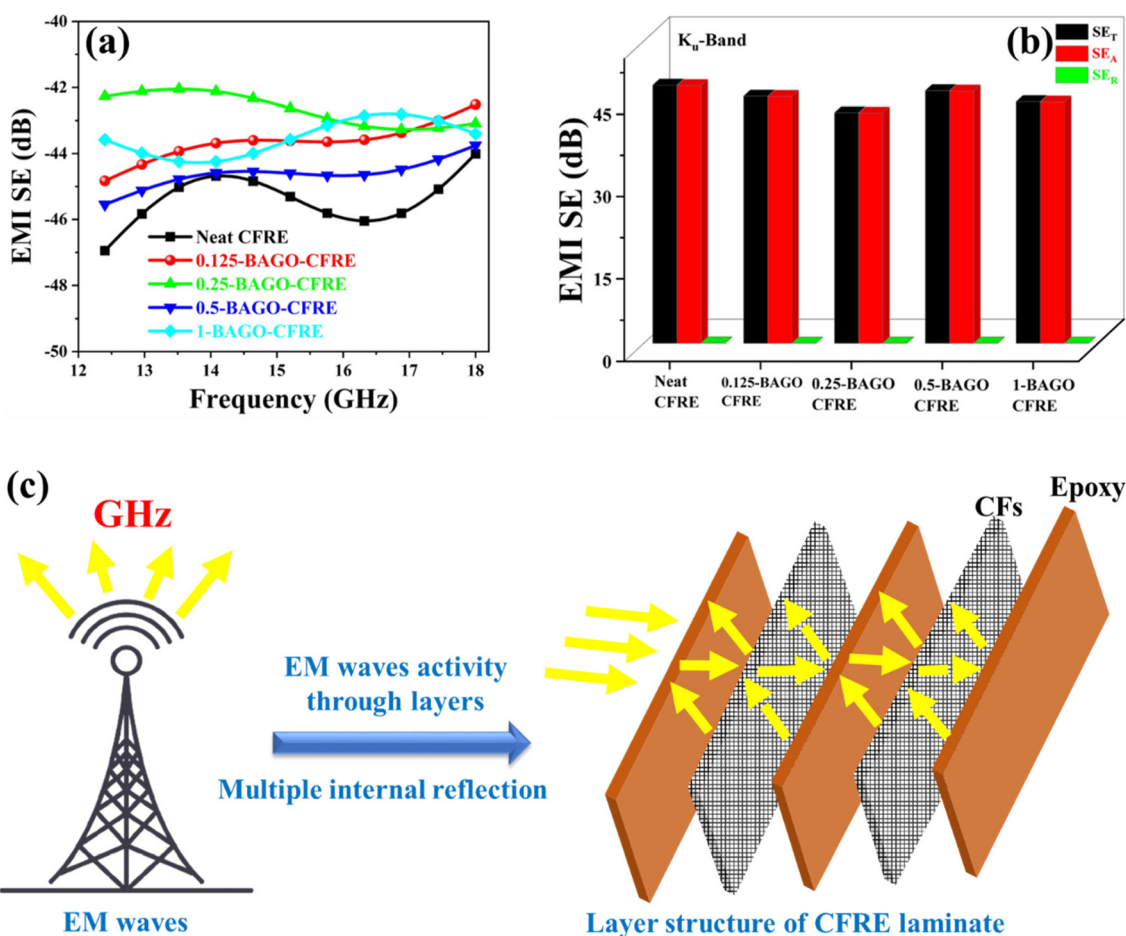 (a)
EMI SE (dB)
-40
-42
-44
-46
-48
-50
Neat CFRE
0.125-BAGO-CFRE
0.25-BAGO-CFRE
0.5-BAGO-CFRE
1-BAGO-CFRE
12 13 14 15 16 17 18
Frequency (GHz)
(b)
Kᵤ-Band
SE_T
SE_A
SE_R
EMI SE (dB)
45
30
15
0
Neat
CFRE
0.125-BAGO
CFRE
0.25-BAGO
CFRE
0.5-BAGO
CFRE
1-BAGO
CFRE
(c)
GHz
EM waves
EM waves activity
through layers
Multiple internal reflection
CFs
Epoxy
Layer structure of CFRE laminate